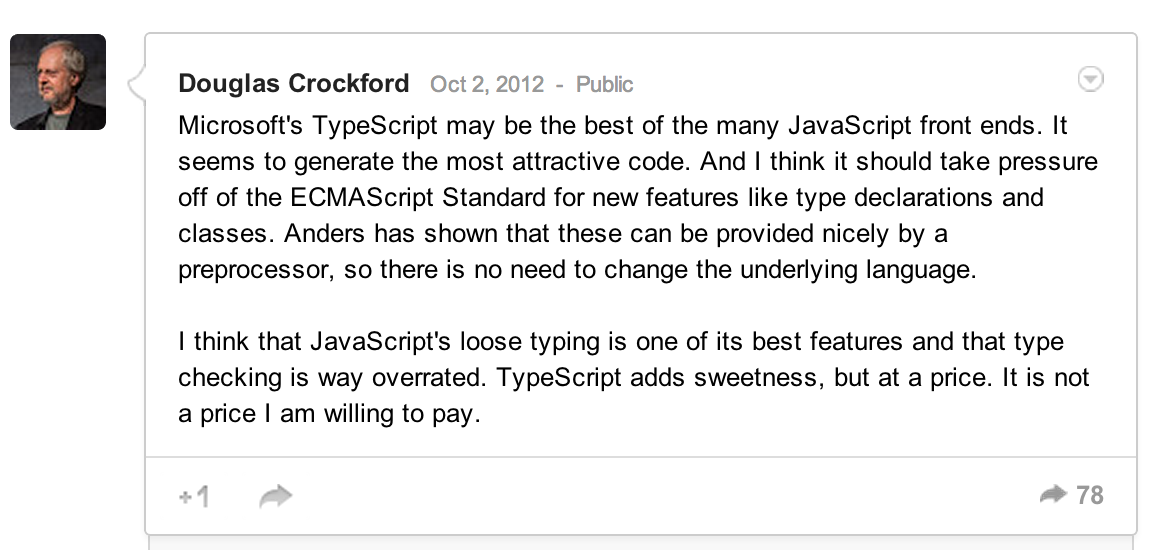 Douglas Crockford Oct 2, 2012 - Public
Microsoft's TypeScript may be the best of the many JavaScript front ends. It
seems to generate the most attractive code. And I think it should take pressure
off of the ECMAScript Standard for new features like type declarations and
classes. Anders has shown that these can be provided nicely by a
preprocessor, so there is no need to change the underlying language.
I think that JavaScript's loose typing is one of its best features and that type
checking is way overrated. TypeScript adds sweetness, but at a price. It is not
a price I am willing to pay.
+1 78